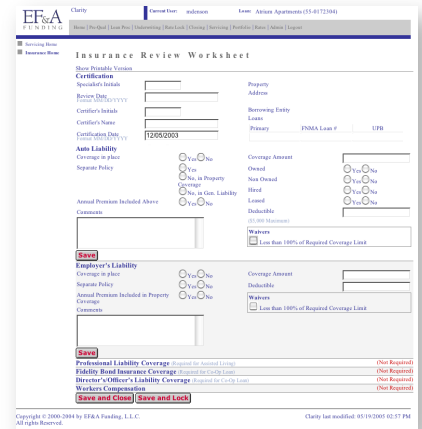 EF&A
FUNDING
Clarity
Current User: mdenson
Loan: Atrium Apartments (55-0172304)
Home | Pre-Qual | Loan Proc | Underwriting | Rate Lock | Closing | Servicing | Portfolio | Rates | Admin | Logout
Servicing Home
Insurance Home
Insurance Review Worksheet
Show Printable Version
Certification
Specialist's Initials
Property
Review Date
Format MM/DD/YYYY
Address
Certifier's Initials
Borrowing Entity
Certifier's Name
Loans
Primary FNMA Loan # UPB
Certification Date 12/05/2003
Format MM/DD/YYYY
Auto Liability
Coverage in place Yes No
Coverage Amount
Separate Policy Yes
No, in Property Coverage
No, in Gen. Liability
Owned Yes No
Non Owned Yes No
Hired Yes No
Annual Premium Included Above Yes No
Leased Yes No
Comments
Deductible
($5,000 Maximum)
Waivers
Less than 100% of Required Coverage Limit
Save
Employer's Liability
Coverage in place Yes No
Coverage Amount
Separate Policy Yes No
Deductible
Annual Premium Included in Property Coverage Yes No
Waivers
Less than 100% of Required Coverage Limit
Comments
Save
Professional Liability Coverage (Required for Assisted Living) (Not Required)
Fidelity Bond Insurance Coverage (Required for Co-Op Loan) (Not Required)
Director's/Officer's Liability Coverage (Required for Co-Op Loan) (Not Required)
Workers Compensation (Not Required)
Save and Close Save and Lock
Copyright © 2000-2004 by EF&A Funding, L.L.C.
All rights Reserved.
Clarity last modified: 05/19/2005 02:57 PM